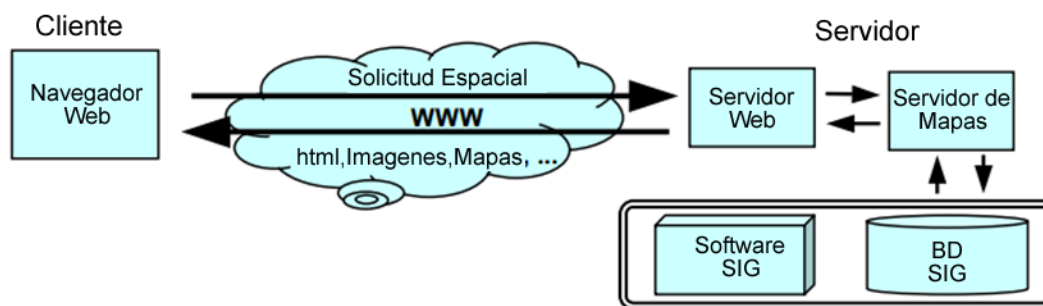 Cliente
Servidor
Navegador
Web
Solicitud Espacial
WWW
html,Imagenes,Mapas, ...
Servidor
Web
Servidor de
Mapas
Software
SIG
BD
SIG